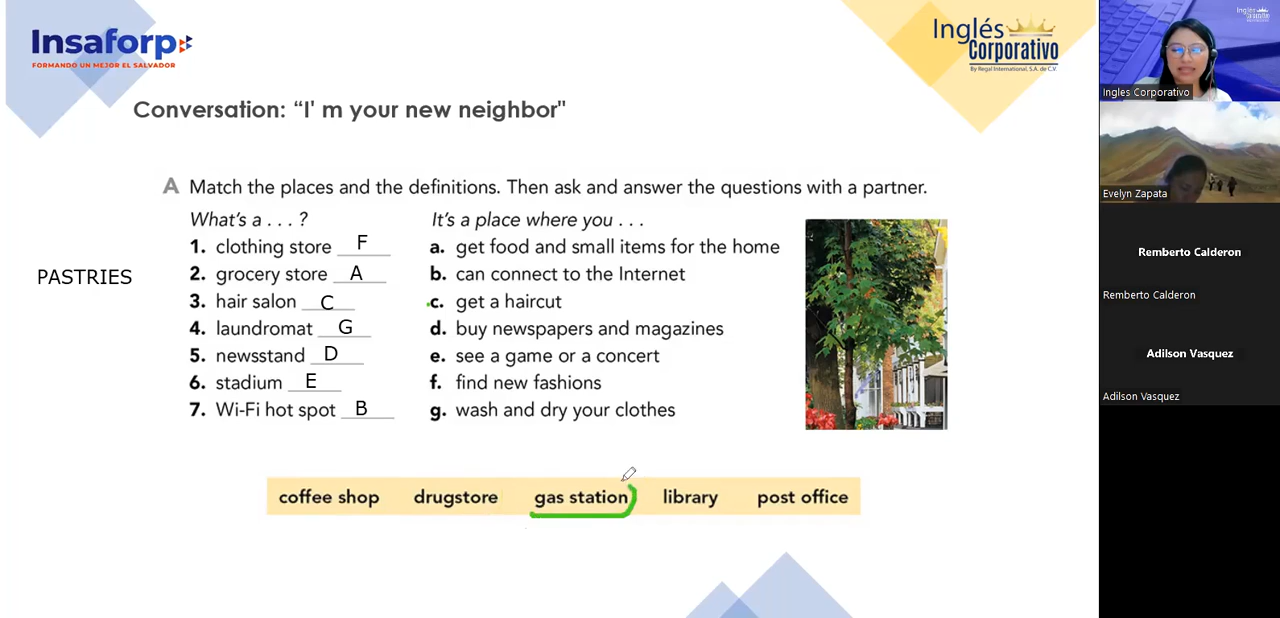 Insaforp
FORMANDO UN MEJOR EL SALVADOR
Inglés
Corporativo
By Regal International, S.A. de C.V.
Conversation: “I' m your new neighbor"
A Match the places and the definitions. Then ask and answer the questions with a partner.
What's a . . . ?
1. clothing store F
2. grocery store A
3. hair salon C
4. laundromat G
5. newsstand D
6. stadium E
7. Wi-Fi hot spot B
PASTRIES
It's a place where you . . .
a. get food and small items for the home
b. can connect to the Internet
c. get a haircut
d. buy newspapers and magazines
e. see a game or a concert
f. find new fashions
g. wash and dry your clothes
coffee shop drugstore gas station library post office
Ingles Corporativo
Evelyn Zapata
Remberto Calderon
Remberto Calderon
Adilson Vasquez
Adilson Vasquez